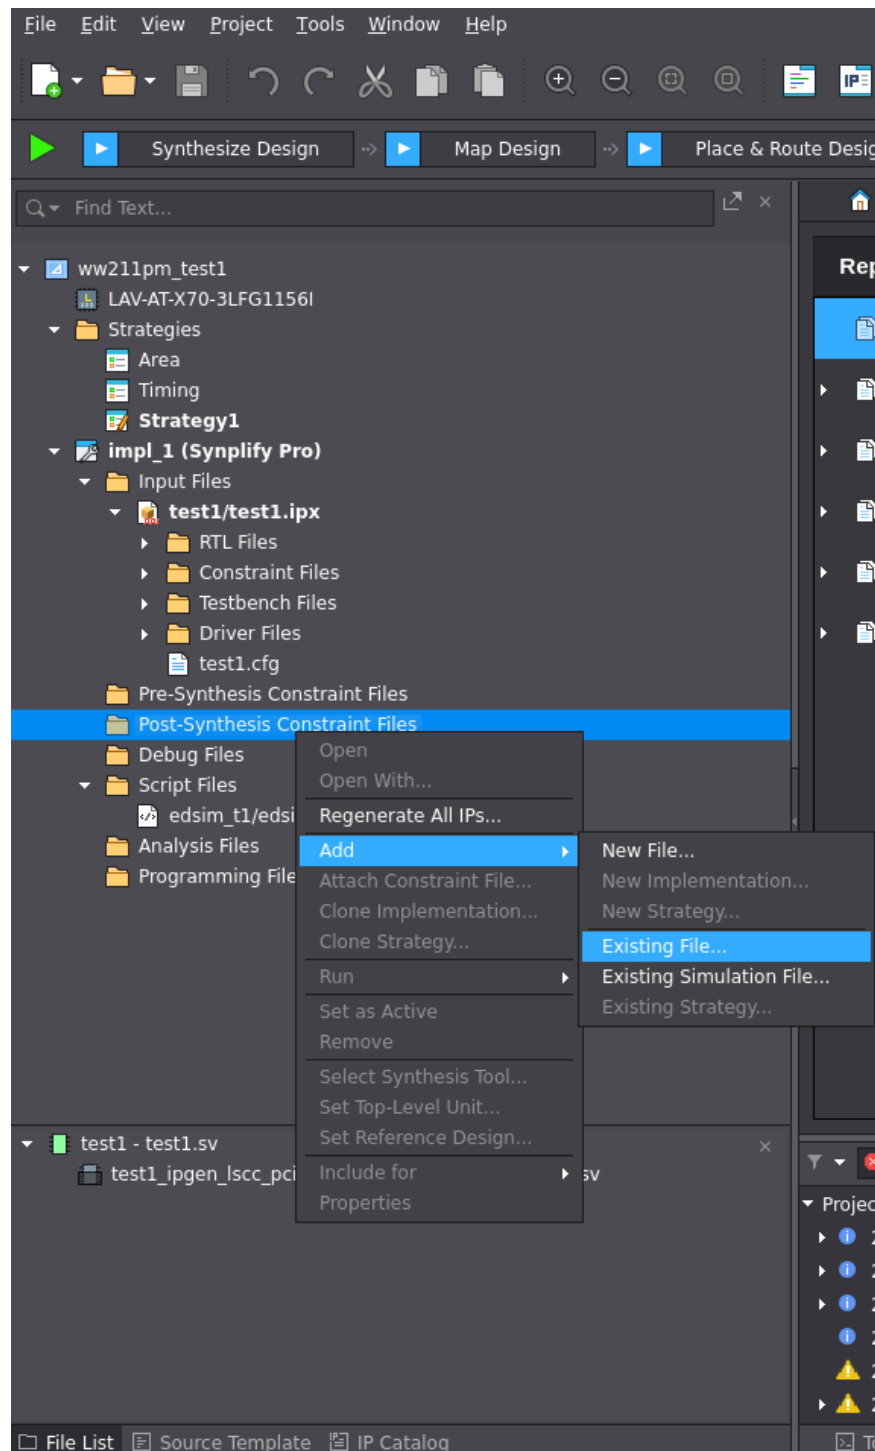 File Edit View Project Tools Window Help
IP
Synthesize Design Map Design Place & Route Desig
Find Text...
ww211pm_test1
LAV-AT-X70-3LFG1156I
Strategies
Area
Timing
Strategy1
impl_1 (Synplify Pro)
Input Files
test1/test1.ipx
RTL Files
Constraint Files
Testbench Files
Driver Files
test1.cfg
Pre-Synthesis Constraint Files
Post-Synthesis Constraint Files
Debug Files
Script Files
edsim_t1/edsi
Analysis Files
Programming File
Open
Open With...
Regenerate All IPs...
Add
Attach Constraint File...
Clone Implementation...
Clone Strategy...
Run
Set as Active
Remove
Select Synthesis Tool...
Set Top-Level Unit...
Set Reference Design...
Include for
Properties
New File...
New Implementation...
New Strategy...
Existing File...
Existing Simulation File...
Existing Strategy...
test1 - test1.sv
test1_ipgen_lscc_pci sv
Rep
Projec
File List Source Template IP Catalog